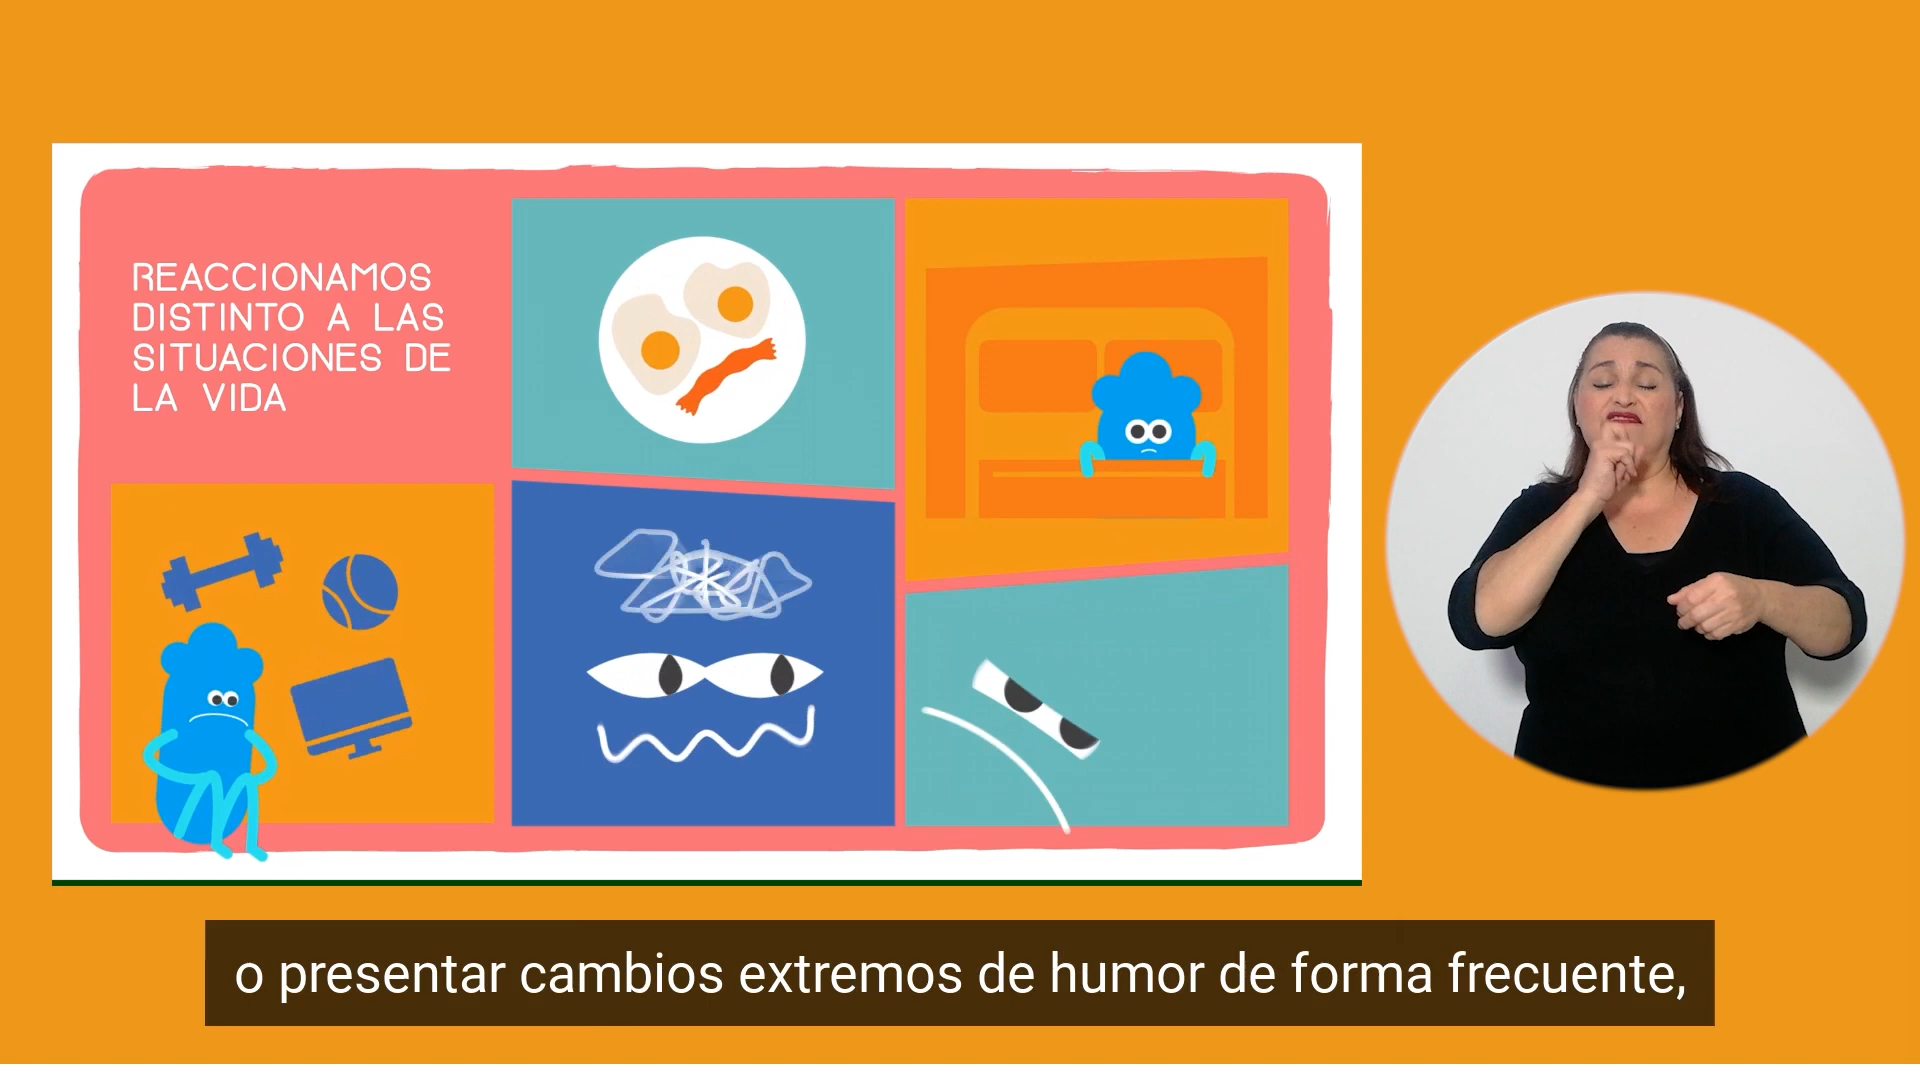 REACCIONAMOS
DISTINTO A LAS
SITUACIONES DE
LA VIDA
o presentar cambios extremos de humor de forma frecuente,